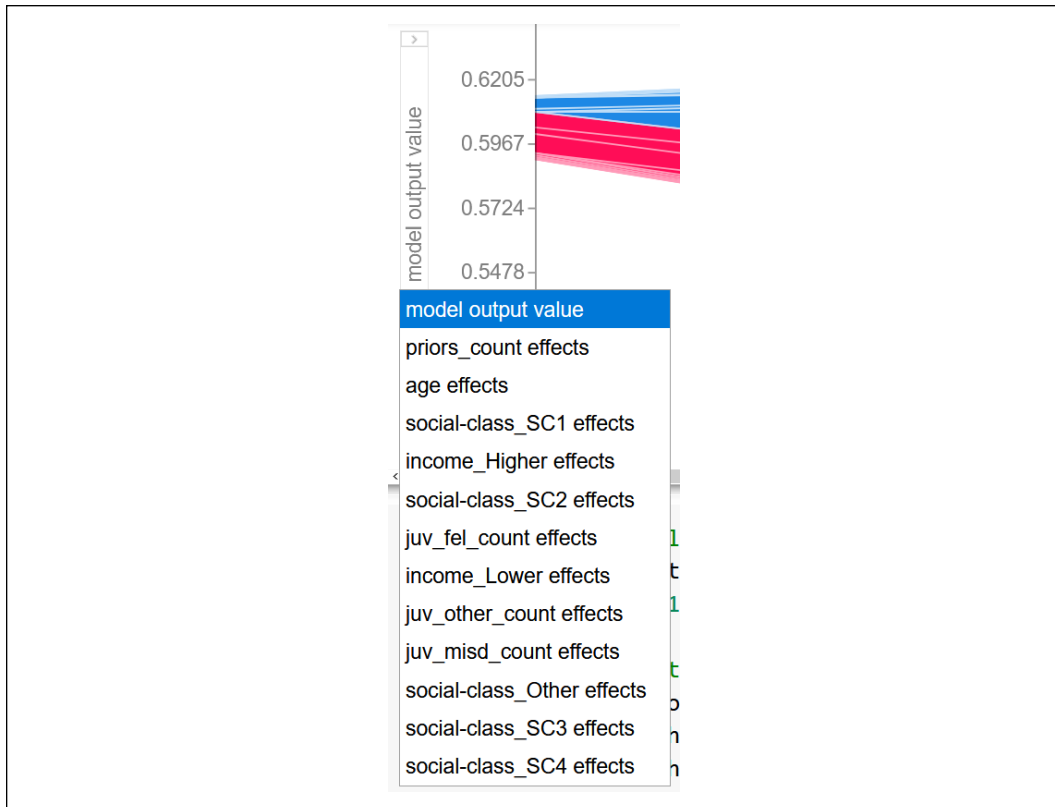 model output value
0.6205
0.5967
0.5724
0.5478
model output value
priors_count effects
age effects
social-class_SC1 effects
income_Higher effects
social-class_SC2 effects
juv_fel_count effects
income_Lower effects
juv_other_count effects
juv_misd_count effects
social-class_Other effects
social-class_SC3 effects
social-class_SC4 effects